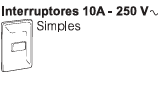 Interruptores 10A - 250 V∿
Simples